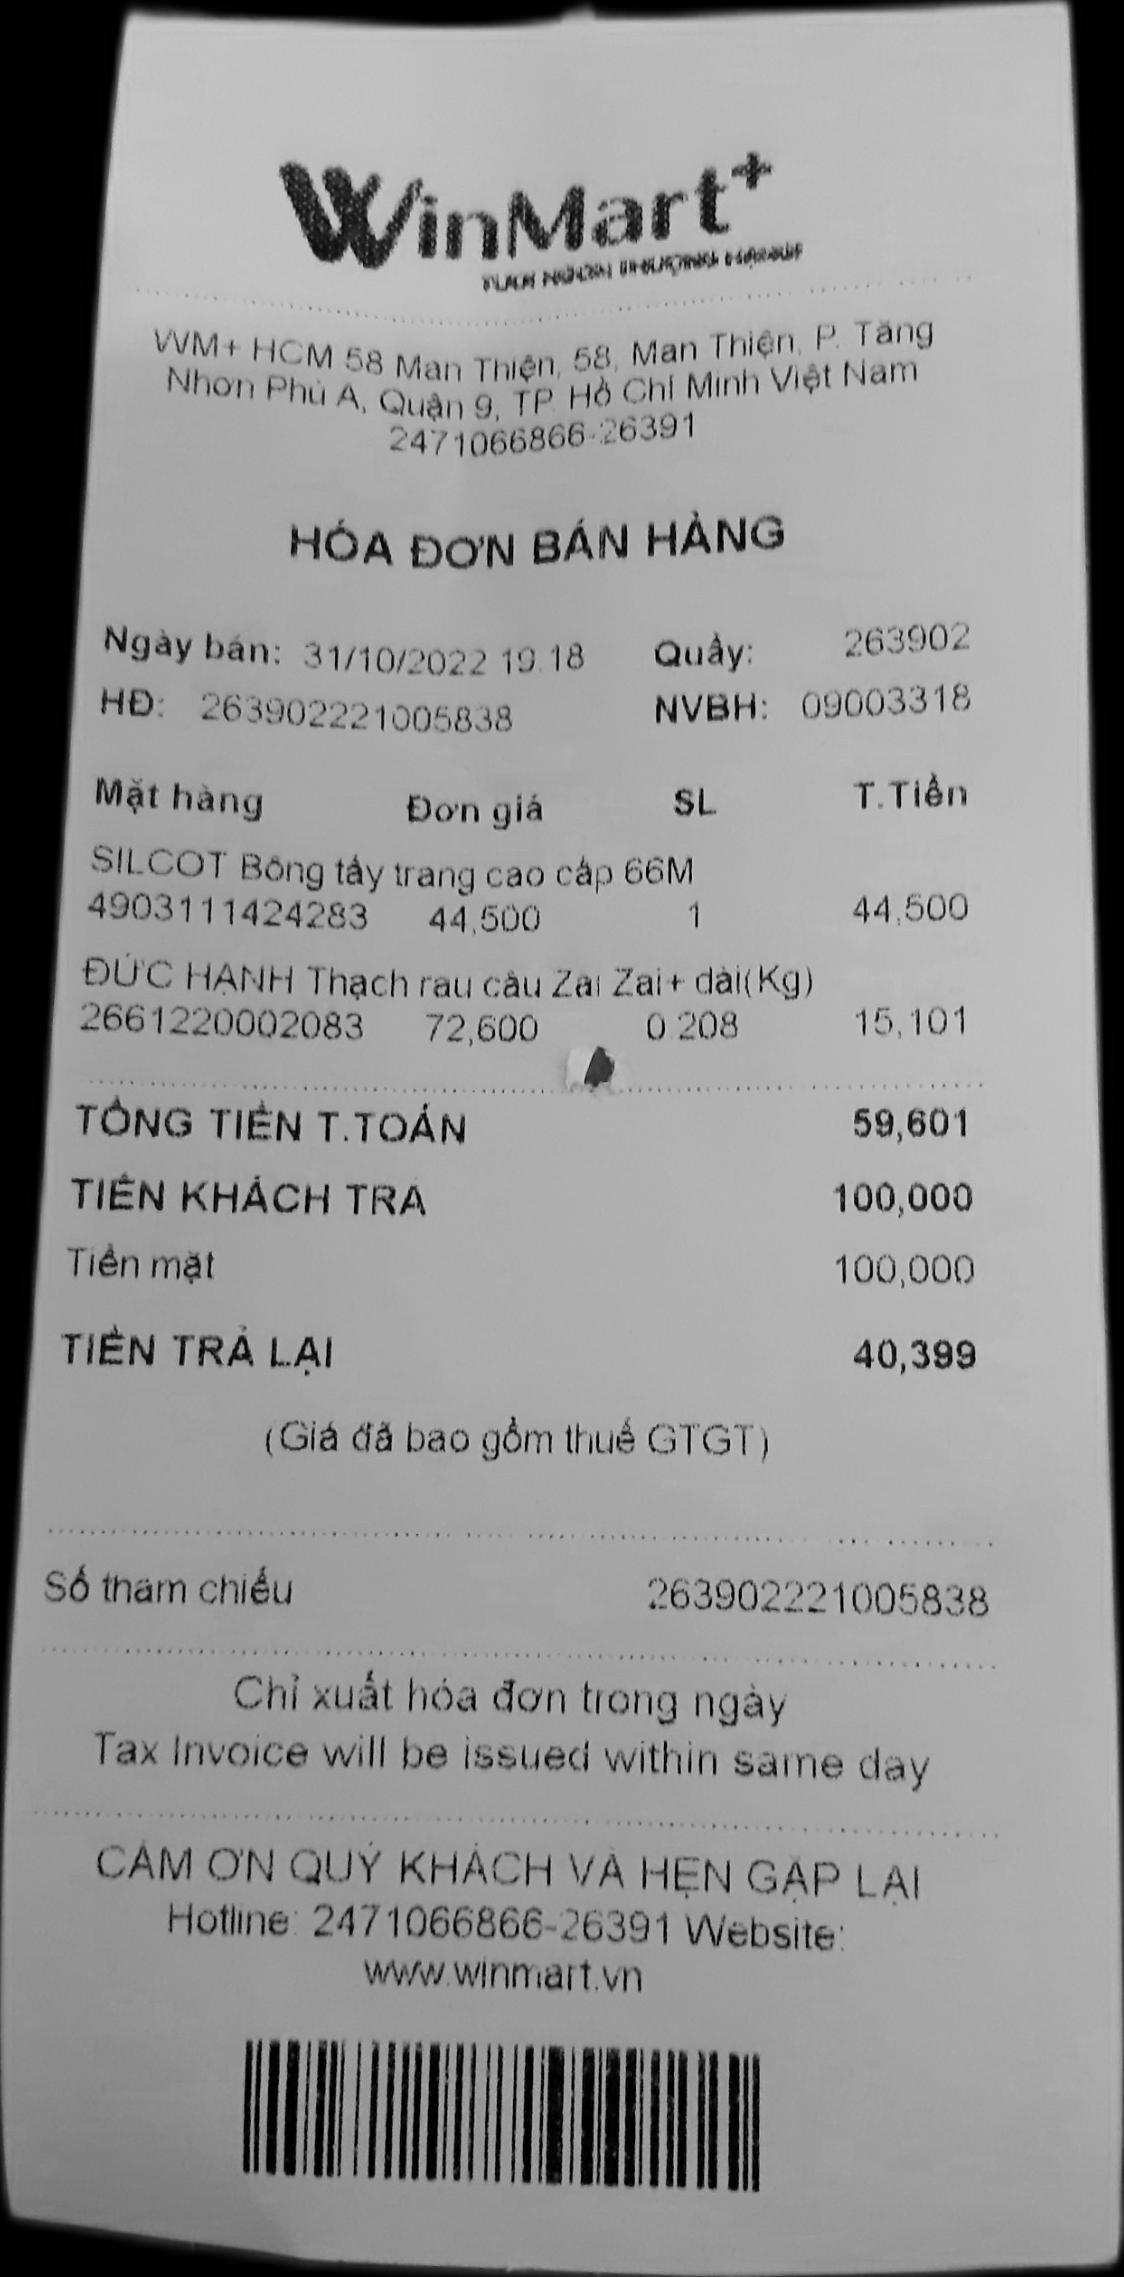 WinMart+
WM+ HCM 58 Man Thiện, 58, Man Thiện, P. Tăng
Nhơn Phú A, Quận 9, TP. Hồ Chí Minh Việt Nam
2471066866-26391
HÓA ĐƠN BÁN HÀNG
Ngày bán: 31/10/2022 19:18 Quầy: 263902
HĐ: 263902221005838 NVBH: 09003318
Mặt hàng Đơn giá SL T.Tiền
SILCOT Bông tẩy trang cao cấp 66M
4903111424283 44,500 1 44,500
ĐỨC HẠNH Thạch rau câu Zai Zai+ dài(Kg)
2661220002083 72,600 0.208 15,101
TỔNG TIỀN T.TOÁN 59,601
TIỀN KHÁCH TRẢ 100,000
Tiền mặt 100,000
TIỀN TRẢ LẠI 40,399
(Giá đã bao gồm thuế GTGT)
Số tham chiếu 263902221005838
Chỉ xuất hóa đơn trong ngày
Tax Invoice will be issued within same day
CẢM ƠN QUÝ KHÁCH VÀ HẸN GẶP LẠI
Hotline: 2471066866-26391 Website:
www.winmart.vn